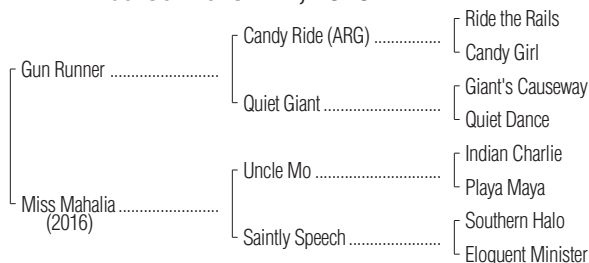 Ride the Rails
Candy Ride (ARG) ................
Candy Girl
Gun Runner ..........................
Giant's Causeway
Quiet Giant ............................
Quiet Dance
Indian Charlie
Uncle Mo ..............................
Playa Maya
Miss Mahalia ........................
(2016)
Southern Halo
Saintly Speech ......................
Eloquent Minister